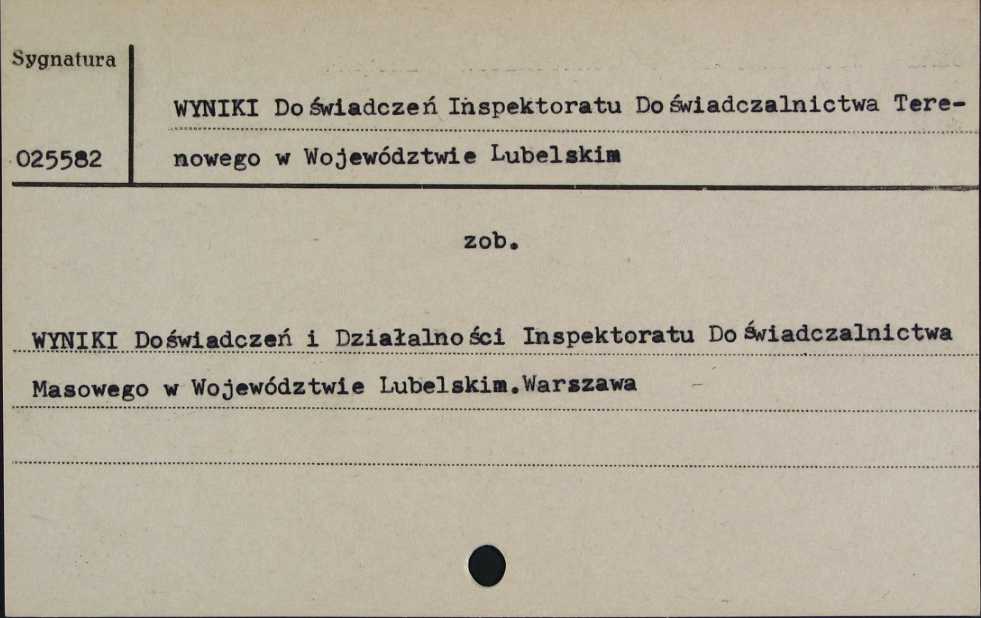 Sygnatura
WYNIKI Doświadczeń Inspektoratu Doświadczalnictwa Tere-
025582 nowego w Województwie Lubelskim
zob.
WYNIKI Doświadczeń i Działalności Inspektoratu Doświadczalnictwa
Masowego w Województwie Lubelskim.Warszawa